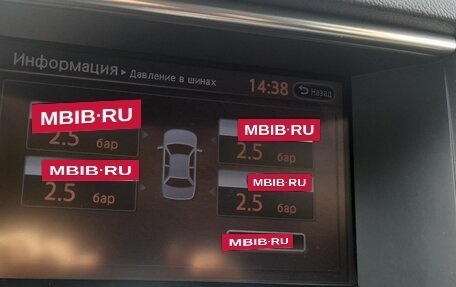 Информация ▸ Давление в шинах
14:38 Назад
MBIB·RU MBIB·RU
2.5 бар 2.5 бар
MBIB·RU MBIB·RU
2.5 бар 2.5 бар
MBIB·RU